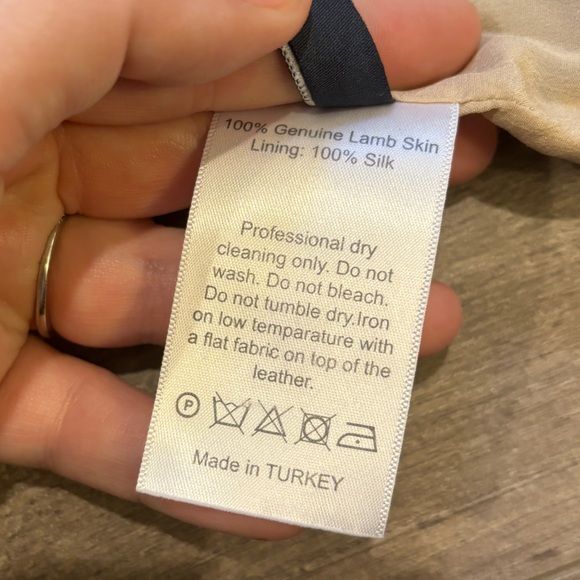 100% Genuine Lamb Skin
Lining: 100% Silk
Professional dry
cleaning only. Do not
wash. Do not bleach.
Do not tumble dry.Iron
on low temparature with
a flat fabric on top of the
leather.
P
Made in TURKEY